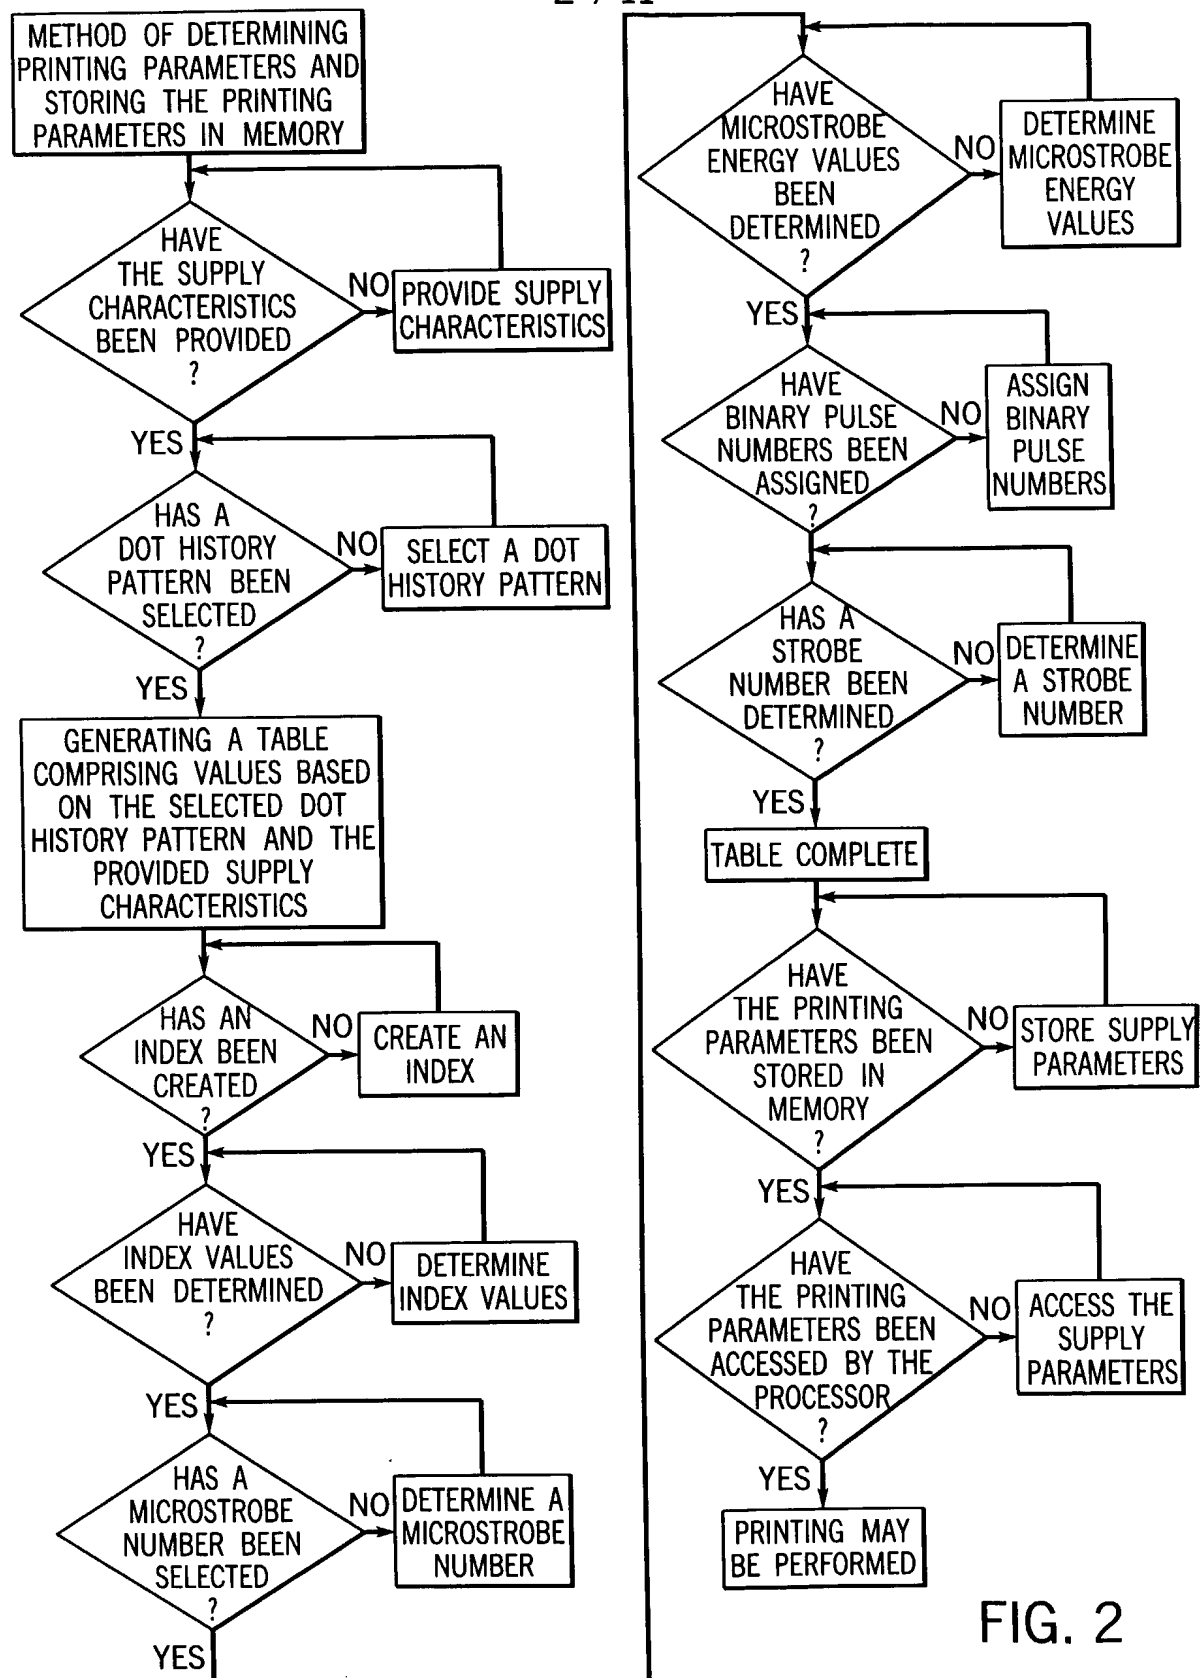 METHOD OF DETERMINING
PRINTING PARAMETERS AND
STORING THE PRINTING
PARAMETERS IN MEMORY
HAVE
THE SUPPLY
CHARACTERISTICS
BEEN PROVIDED
?
NO
PROVIDE SUPPLY
CHARACTERISTICS
YES
HAS A
DOT HISTORY
PATTERN BEEN
SELECTED
?
NO
SELECT A DOT
HISTORY PATTERN
YES
GENERATING A TABLE
COMPRISING VALUES BASED
ON THE SELECTED DOT
HISTORY PATTERN AND THE
PROVIDED SUPPLY
CHARACTERISTICS
HAS AN
INDEX BEEN
CREATED
?
NO
CREATE AN
INDEX
YES
HAVE
INDEX VALUES
BEEN DETERMINED
?
NO
DETERMINE
INDEX VALUES
YES
HAS A
MICROSTROBE
NUMBER BEEN
SELECTED
?
NO
DETERMINE A
MICROSTROBE
NUMBER
YES
HAVE
MICROSTROBE
ENERGY VALUES
BEEN
DETERMINED
?
NO
DETERMINE
MICROSTROBE
ENERGY
VALUES
YES
HAVE
BINARY PULSE
NUMBERS BEEN
ASSIGNED
?
NO
ASSIGN
BINARY
PULSE
NUMBERS
HAS A
STROBE
NUMBER BEEN
DETERMINED
?
NO
DETERMINE
A STROBE
NUMBER
YES
TABLE COMPLETE
HAVE
THE PRINTING
PARAMETERS BEEN
STORED IN
MEMORY
?
NO
STORE SUPPLY
PARAMETERS
YES
HAVE
THE PRINTING
PARAMETERS BEEN
ACCESSED BY THE
PROCESSOR
?
NO
ACCESS THE
SUPPLY
PARAMETERS
YES
PRINTING MAY
BE PERFORMED
FIG. 2